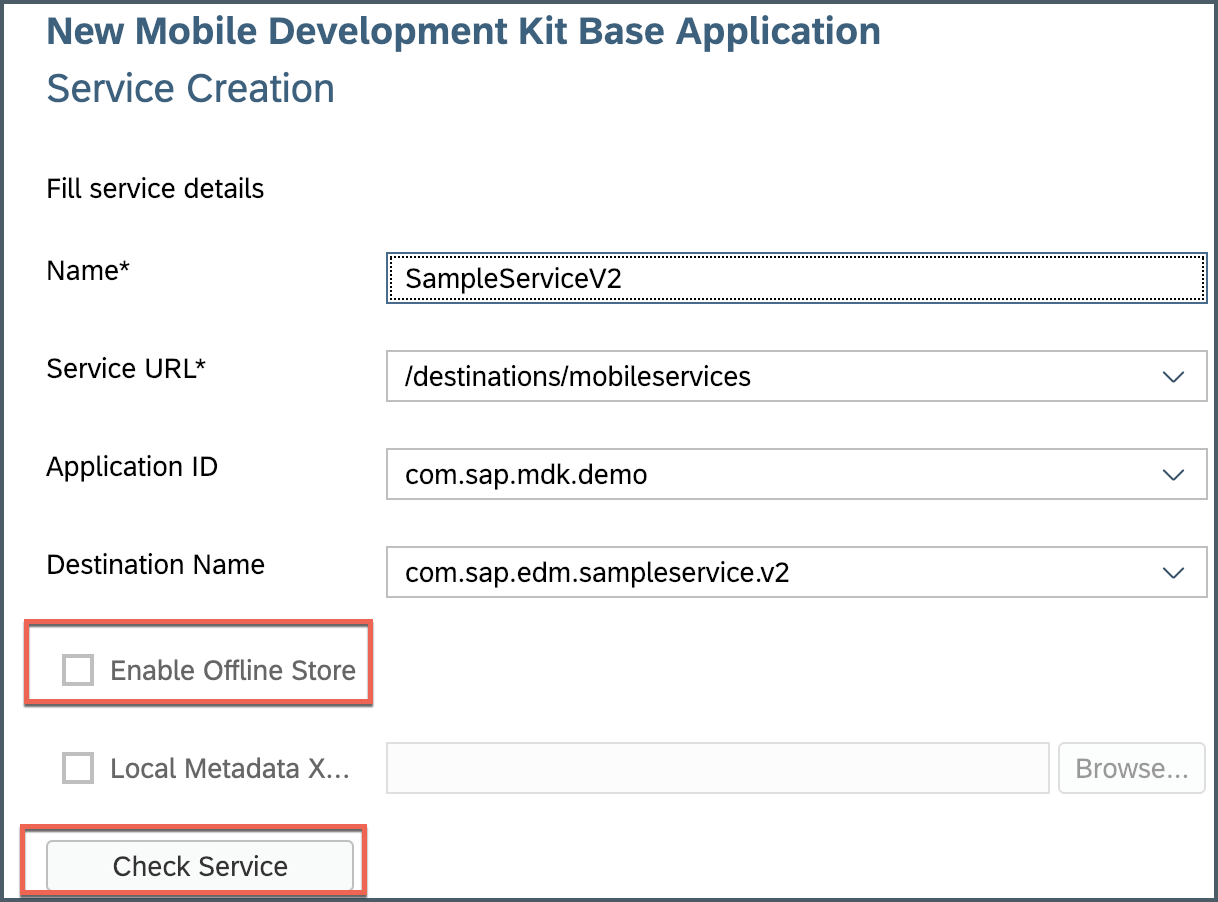 New Mobile Development Kit Base Application
Service Creation
Fill service details
Name*
SampleServiceV2
Service URL*
/destinations/mobileservices
Application ID
com.sap.mdk.demo
Destination Name
com.sap.edm.sampleservice.v2
Enable Offline Store
Local Metadata X...
Browse...
Check Service